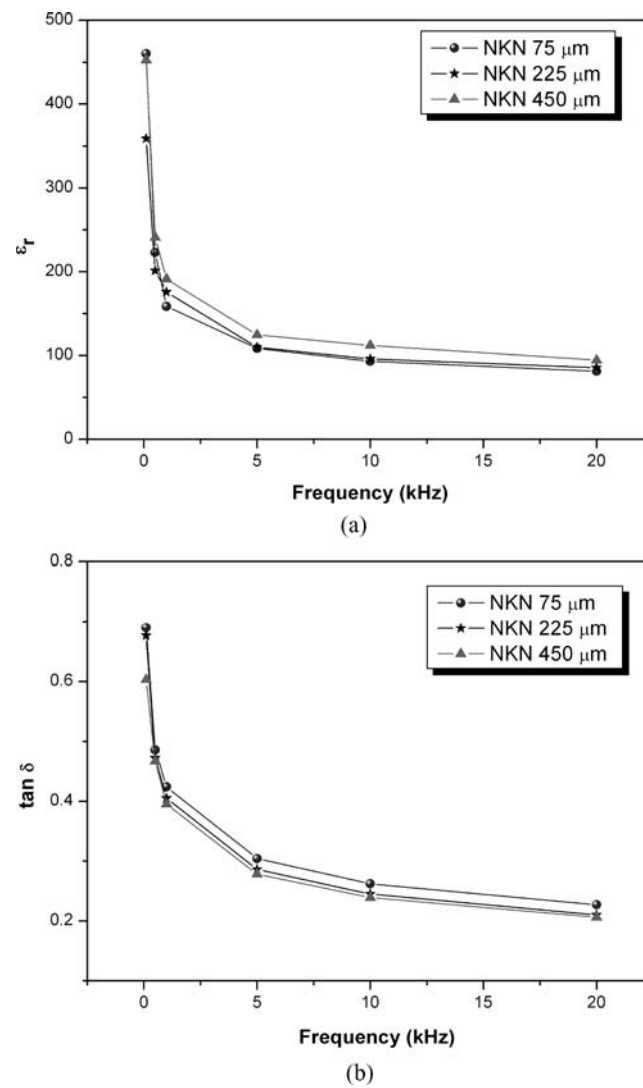 500
400
300
200
100
0
εr
NKN 75 μm
NKN 225 μm
NKN 450 μm
0 5 10 15 20
Frequency (kHz)
(a)
0.8
0.6
0.4
0.2
tan δ
NKN 75 μm
NKN 225 μm
NKN 450 μm
0 5 10 15 20
Frequency (kHz)
(b)